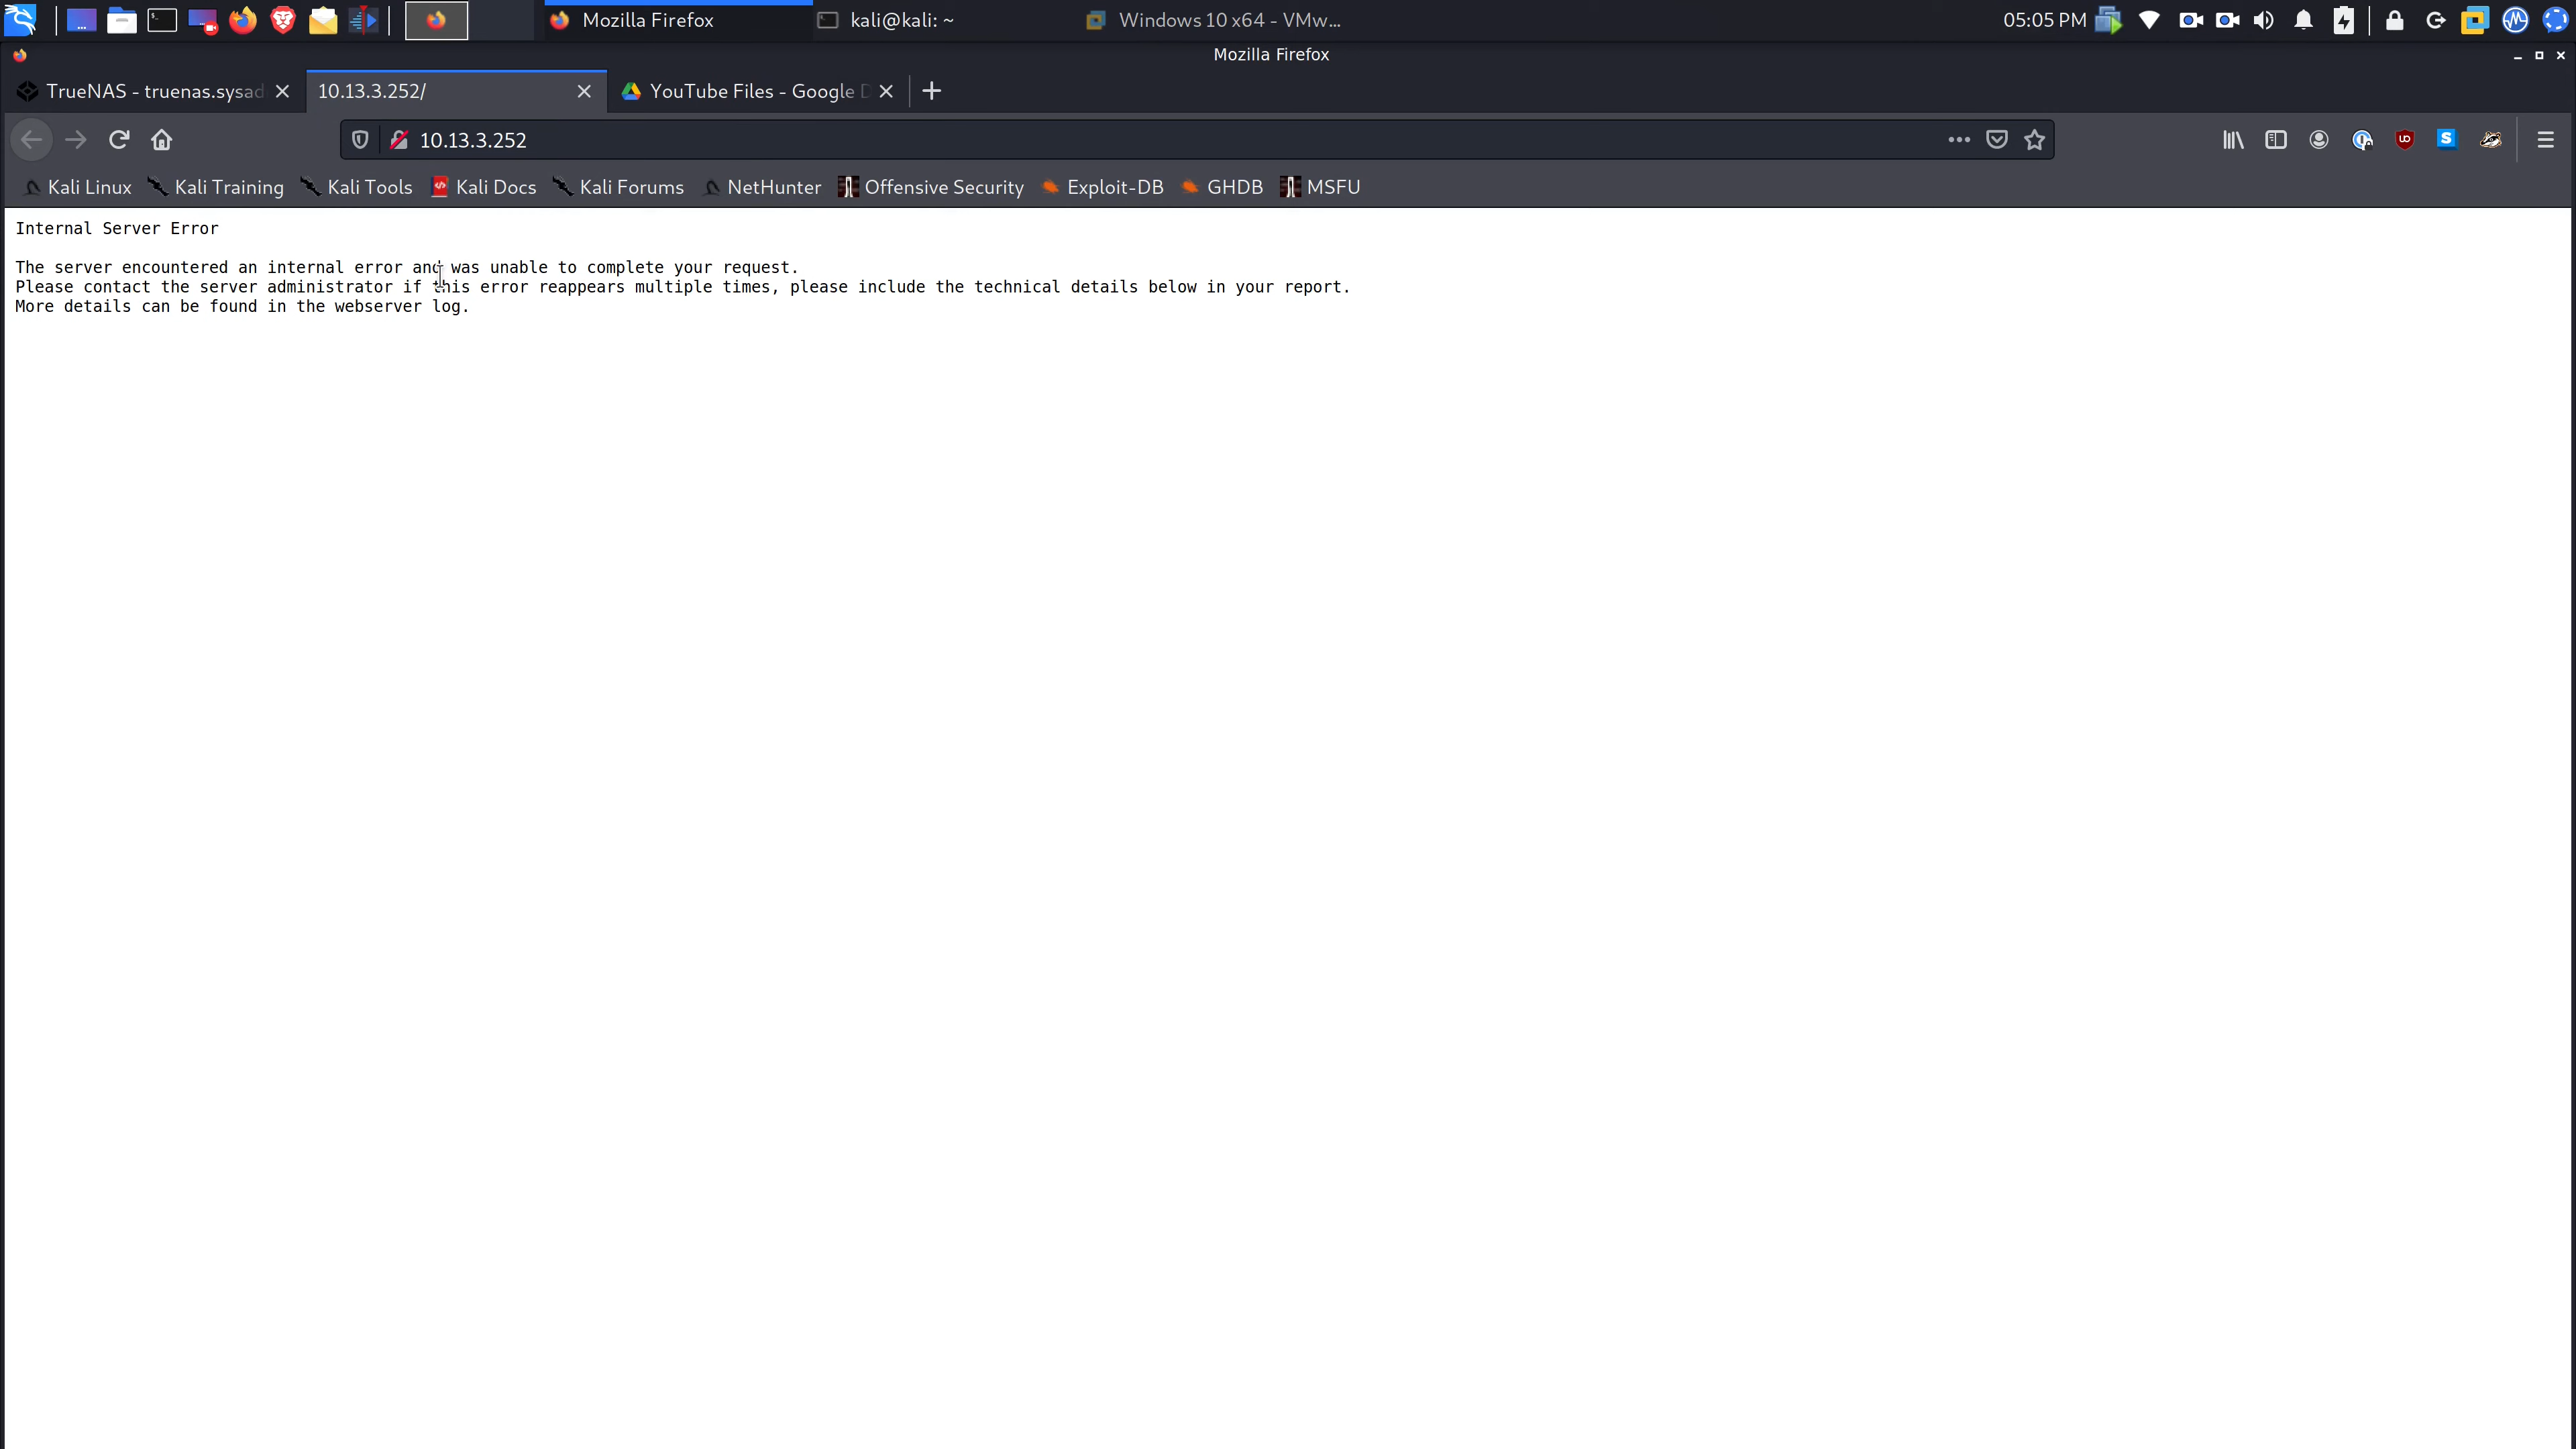 Mozilla Firefox
kali@kali: ~
Windows 10 x64 - VMw...
05:05 PM
Mozilla Firefox
TrueNAS - truenas.sysad
10.13.3.252/
YouTube Files - Google D
10.13.3.252
Kali Linux
Kali Training
Kali Tools
Kali Docs
Kali Forums
NetHunter
Offensive Security
Exploit-DB
GHDB
MSFU
Internal Server Error
The server encountered an internal error and was unable to complete your request.
Please contact the server administrator if this error reappears multiple times, please include the technical details below in your report.
More details can be found in the webserver log.